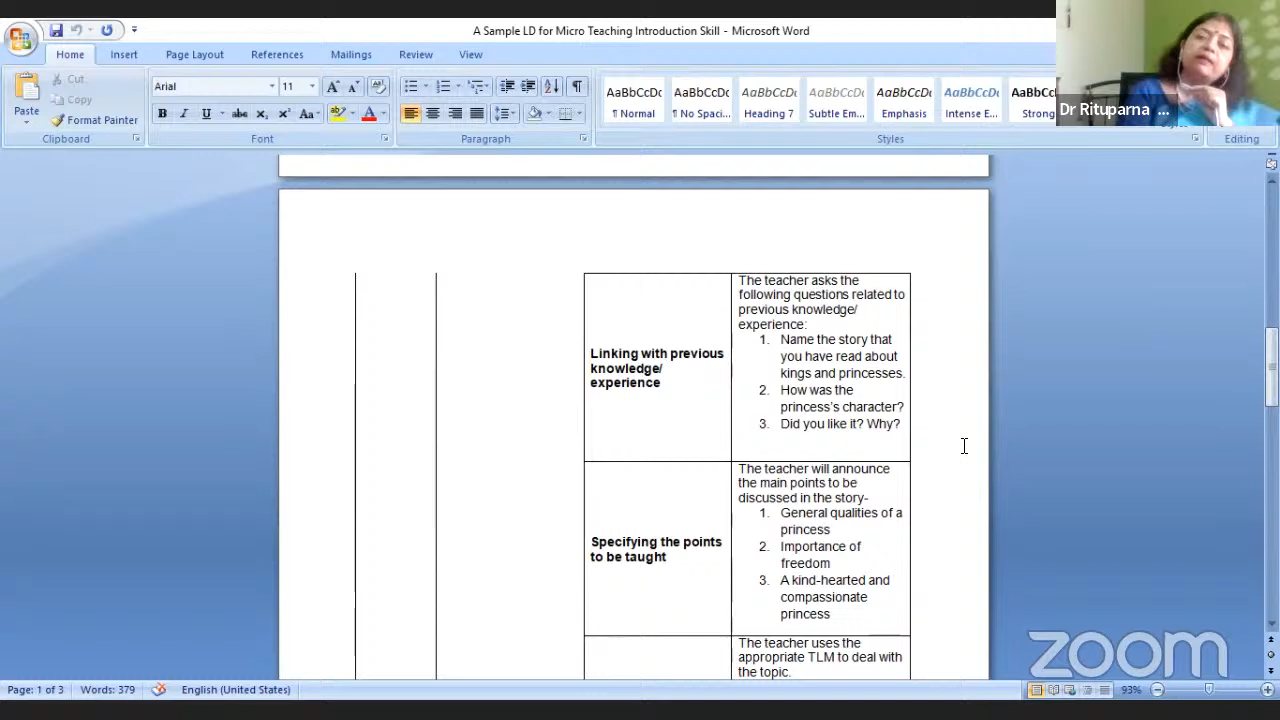 A Sample LD for Micro Teaching Introduction Skill - Microsoft Word
Home
Insert
Page Layout
References
Mailings
Review
View
Paste
Cut
Copy
Format Painter
Clipboard
Arial
11
Font
Paragraph
AaBbCcDc
¶ Normal
AaBbCcDc
¶ No Spaci...
AaBbCcDc
Heading 7
AaBbCcDc
Subtle Em...
AaBbCcDc
Emphasis
AaBbCcDc
Intense E...
AaBbCcDc
Strong
Styles
Editing
Dr Rituparna ...
Linking with previous
knowledge/
experience
The teacher asks the
following questions related to
previous knowledge/
experience:
1. Name the story that
you have read about
kings and princesses.
2. How was the
princess's character?
3. Did you like it? Why?
Specifying the points
to be taught
The teacher will announce
the main points to be
discussed in the story-
1. General qualities of a
princess
2. Importance of
freedom
3. A kind-hearted and
compassionate
princess
The teacher uses the
appropriate TLM to deal with
the topic.
zoom
Page: 1 of 3
Words: 379
English (United States)
93%